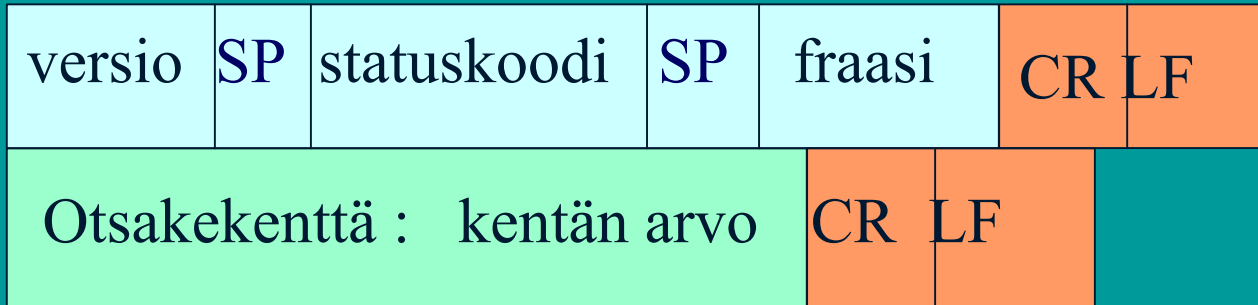 versio SP statuskoodi SP fraasi CR LF
Otsakekenttä : kentän arvo CR LF